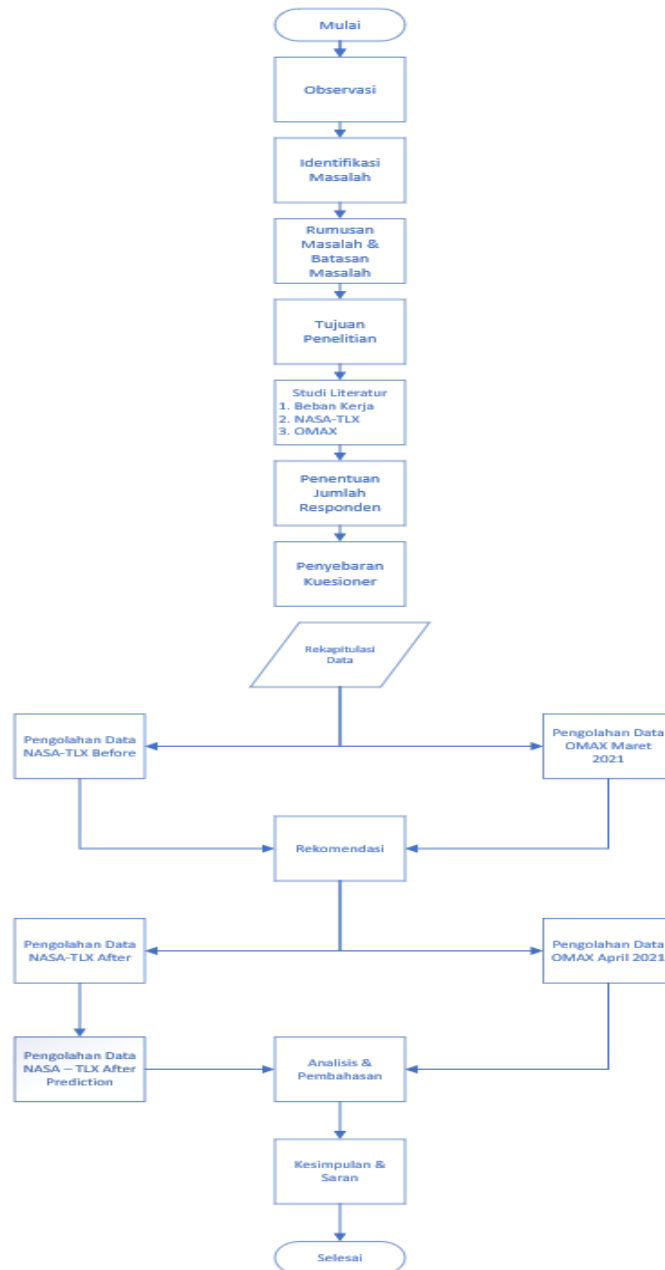 Mulai
Observasi
Identifikasi
Masalah
Rumusan
Masalah &
Batasan
Masalah
Tujuan
Penelitian
Studi Literatur
1. Beban Kerja
2. NASA-TLX
3. OMAX
Penentuan
Jumlah
Responden
Penyebaran
Kuesioner
Rekapitulasi
Data
Pengolahan Data
NASA-TLX Before
Pengolahan Data
OMAX Maret
2021
Rekomendasi
Pengolahan Data
NASA-TLX After
Pengolahan Data
OMAX April 2021
Pengolahan Data
NASA – TLX After
Prediction
Analisis &
Pembahasan
Kesimpulan &
Saran
Selesai